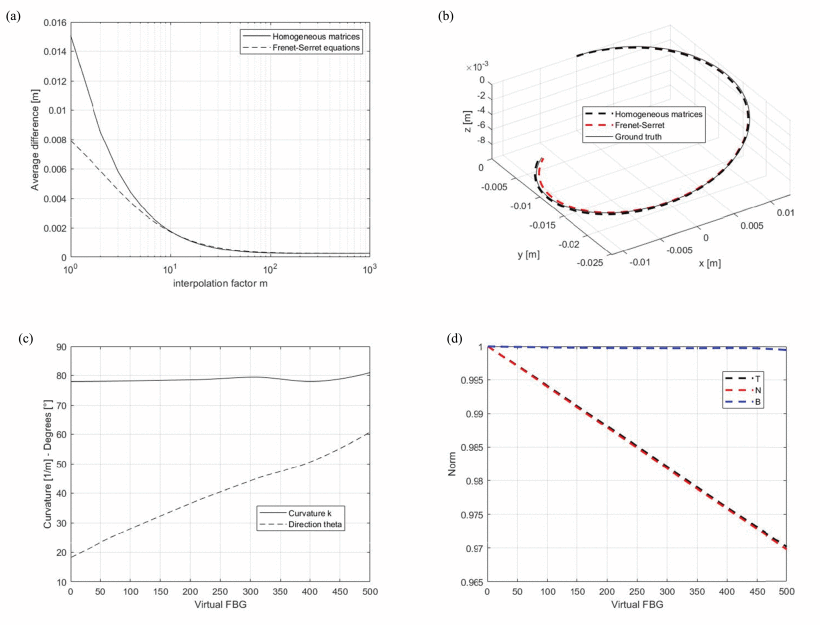 (a)
0.016
0.014
0.012
0.01
0.008
0.006
0.004
0.002
0
Average difference [m]
Homogeneous matrices
Frenet-Serret equations
10^0
10^1
10^2
10^3
interpolation factor m
(b)
×10^-3
0
-2
-4
-6
-8
z [m]
Homogeneous matrices
Frenet-Serret
Ground truth
0
-0.005
-0.01
-0.015
-0.02
-0.025
y [m]
-0.01
-0.005
0
0.005
0.01
x [m]
(c)
90
80
70
60
50
40
30
20
10
Curvature [1/m] - Degrees [°]
Curvature k
Direction theta
0 50 100 150 200 250 300 350 400 450 500
Virtual FBG
(d)
1
0.995
0.99
0.985
0.98
0.975
0.97
0.965
Norm
T
N
B
0 50 100 150 200 250 300 350 400 450 500
Virtual FBG